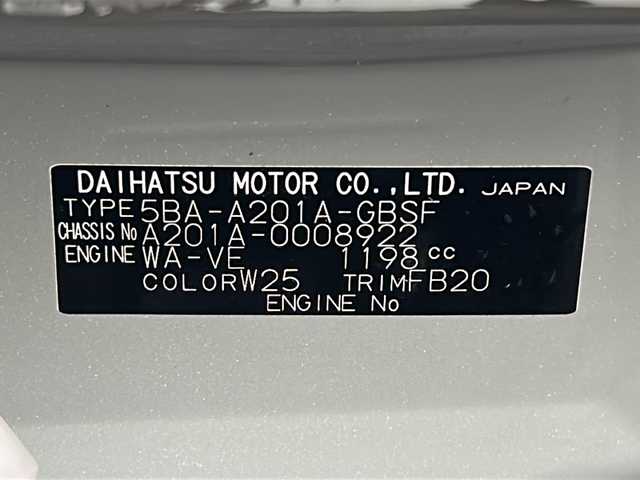 DAIHATSU MOTOR CO.,LTD. JAPAN
TYPE 5BA-A201A-GBSF
CHASSIS No A201A-0008922
ENGINE WA-VE 1198 cc
COLOR W25 TRIM FB20
ENGINE No